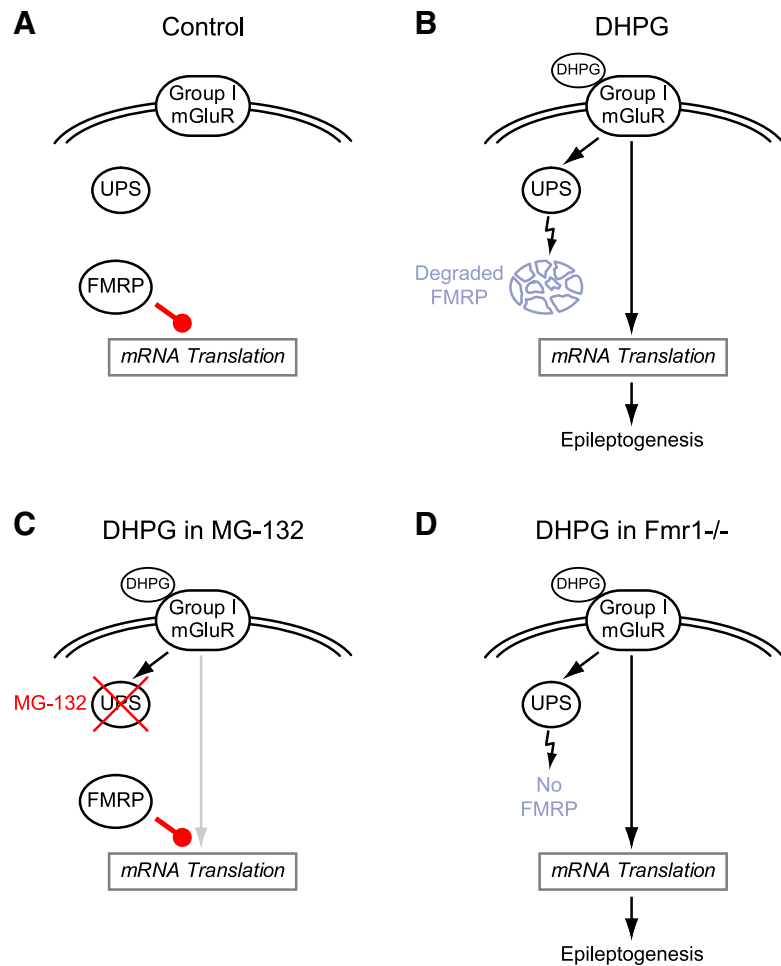 A
Control
Group I
mGluR
UPS
FMRP
mRNA Translation
B
DHPG
DHPG
Group I
mGluR
UPS
Degraded
FMRP
mRNA Translation
Epileptogenesis
C
DHPG in MG-132
DHPG
Group I
mGluR
MG-132
UPS
FMRP
mRNA Translation
D
DHPG in Fmr1-/-
DHPG
Group I
mGluR
UPS
No
FMRP
mRNA Translation
Epileptogenesis